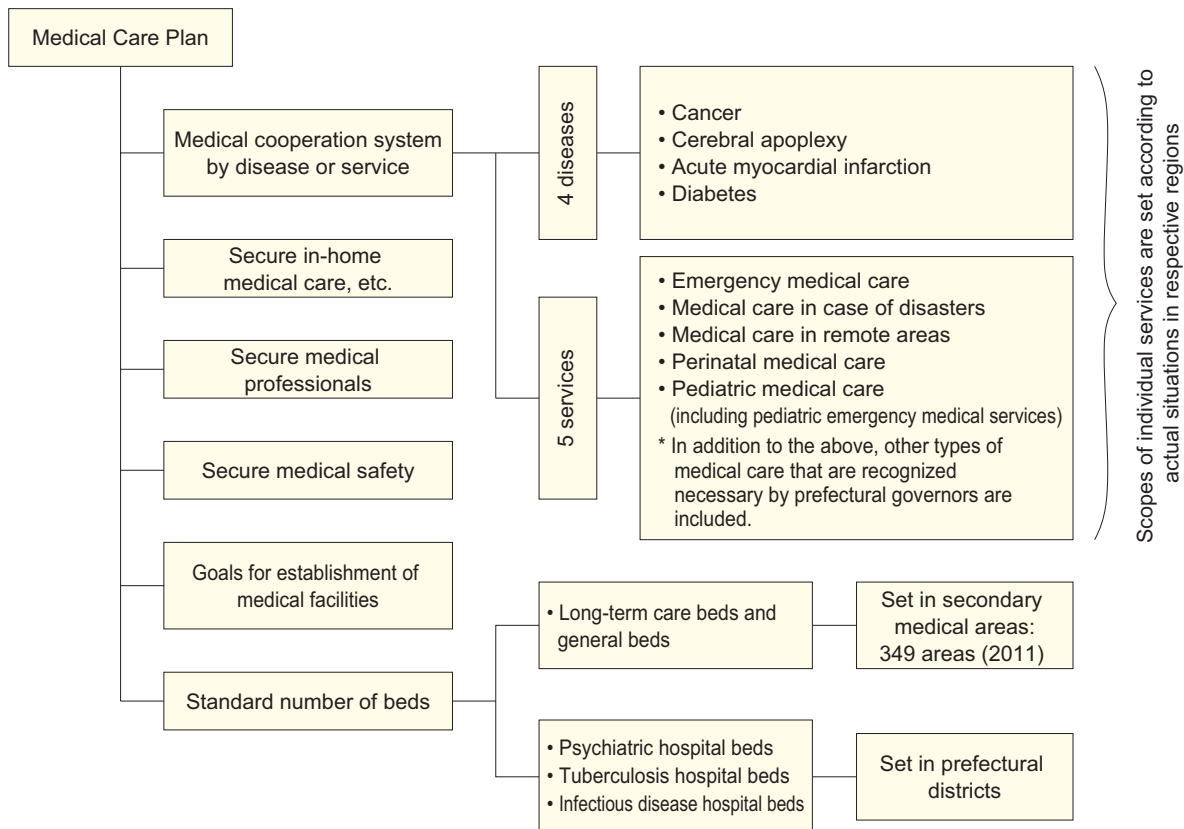 Medical Care Plan
Medical cooperation system
by disease or service
4 diseases
• Cancer
• Cerebral apoplexy
• Acute myocardial infarction
• Diabetes
Scopes of individual services are set according to
actual situations in respective regions
Secure in-home
medical care, etc.
5 services
• Emergency medical care
• Medical care in case of disasters
• Medical care in remote areas
• Perinatal medical care
• Pediatric medical care
(including pediatric emergency medical services)
* In addition to the above, other types of
medical care that are recognized
necessary by prefectural governors are
included.
Secure medical
professionals
Secure medical safety
Goals for establishment of
medical facilities
Standard number of beds
• Long-term care beds and
general beds
Set in secondary
medical areas:
349 areas (2011)
• Psychiatric hospital beds
• Tuberculosis hospital beds
• Infectious disease hospital beds
Set in prefectural
districts